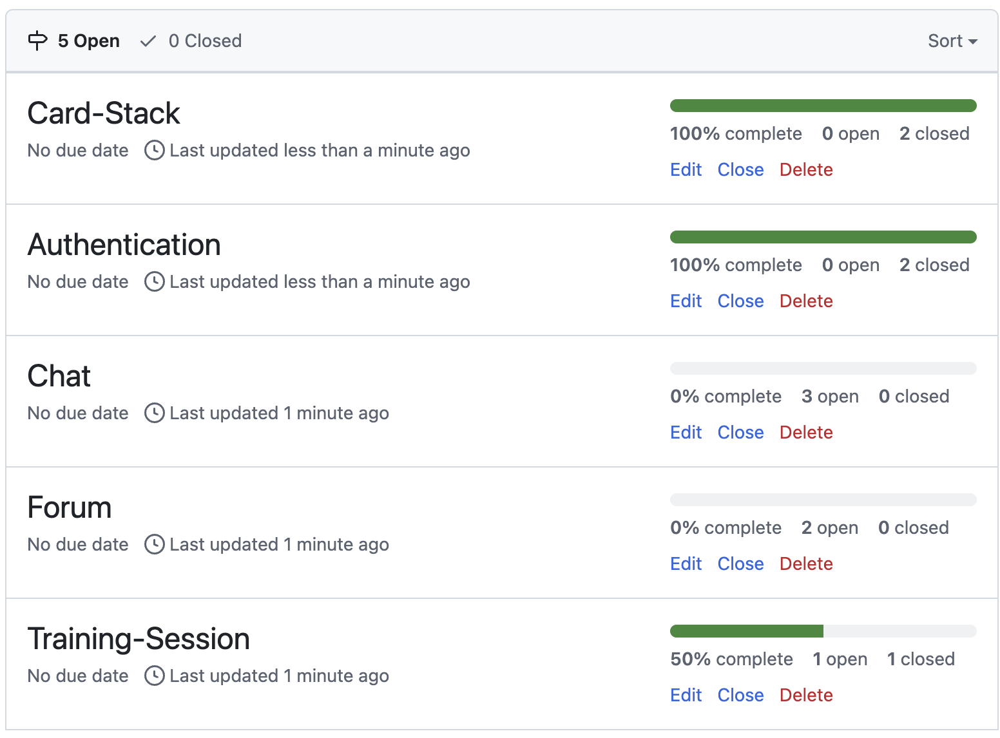 5 Open 0 Closed Sort
Card-Stack
No due date Last updated less than a minute ago
100% complete 0 open 2 closed
Edit Close Delete
Authentication
No due date Last updated less than a minute ago
100% complete 0 open 2 closed
Edit Close Delete
Chat
No due date Last updated 1 minute ago
0% complete 3 open 0 closed
Edit Close Delete
Forum
No due date Last updated 1 minute ago
0% complete 2 open 0 closed
Edit Close Delete
Training-Session
No due date Last updated 1 minute ago
50% complete 1 open 1 closed
Edit Close Delete